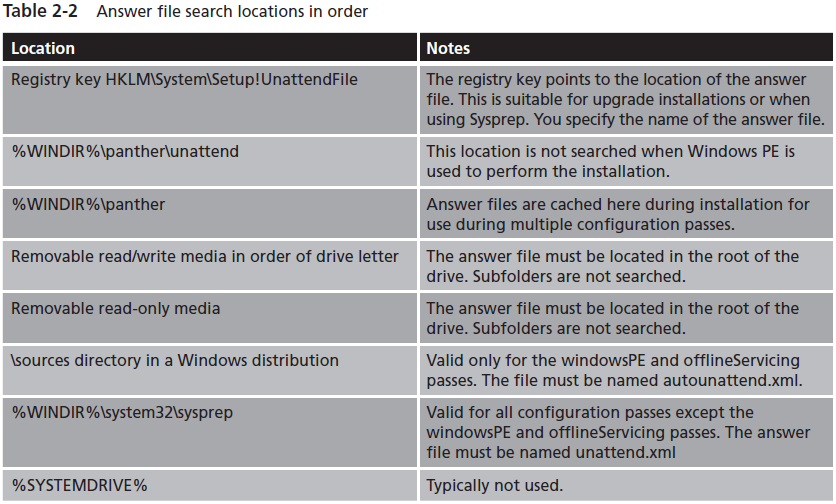 Table 2-2 Answer file search locations in order
Location Notes
Registry key HKLM\System\Setup!UnattendFile The registry key points to the location of the answer
file. This is suitable for upgrade installations or when
using Sysprep. You specify the name of the answer file.
%WINDIR%\panther\unattend This location is not searched when Windows PE is
used to perform the installation.
%WINDIR%\panther Answer files are cached here during installation for
use during multiple configuration passes.
Removable read/write media in order of drive letter The answer file must be located in the root of the
drive. Subfolders are not searched.
Removable read-only media The answer file must be located in the root of the
drive. Subfolders are not searched.
\sources directory in a Windows distribution Valid only for the windowsPE and offlineServicing
passes. The file must be named autounattend.xml.
%WINDIR%\system32\sysprep Valid for all configuration passes except the
windowsPE and offlineServicing passes. The answer
file must be named unattend.xml
%SYSTEMDRIVE% Typically not used.